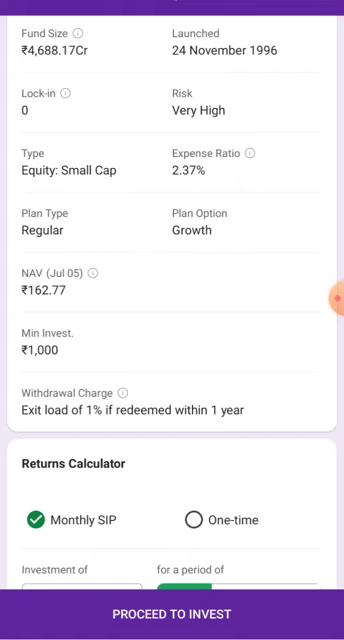 Fund Size
Launched
₹4,688.17Cr
24 November 1996
Lock-in
Risk
0
Very High
Type
Expense Ratio
Equity: Small Cap
2.37%
Plan Type
Plan Option
Regular
Growth
NAV (Jul 05)
₹162.77
Min Invest.
₹1,000
Withdrawal Charge
Exit load of 1% if redeemed within 1 year
Returns Calculator
Monthly SIP
One-time
Investment of
for a period of
PROCEED TO INVEST